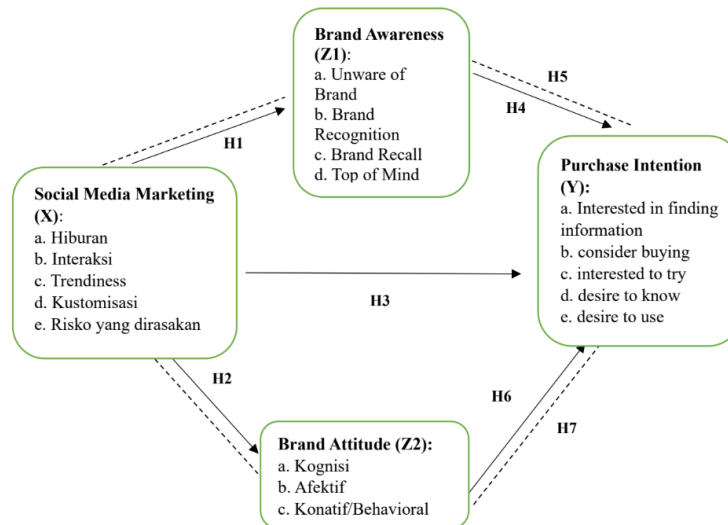 Brand Awareness
(Z1):
a. Unware of
Brand
b. Brand
Recognition
c. Brand Recall
d. Top of Mind
H5
H4
H1
Purchase Intention
(Y):
a. Interested in finding
information
b. consider buying
c. interested to try
d. desire to know
e. desire to use
Social Media Marketing
(X):
a. Hiburan
b. Interaksi
c. Trendiness
d. Kustomisasi
e. Risko yang dirasakan
H3
H2
H6
H7
Brand Attitude (Z2):
a. Kognisi
b. Afektif
c. Konatif/Behavioral